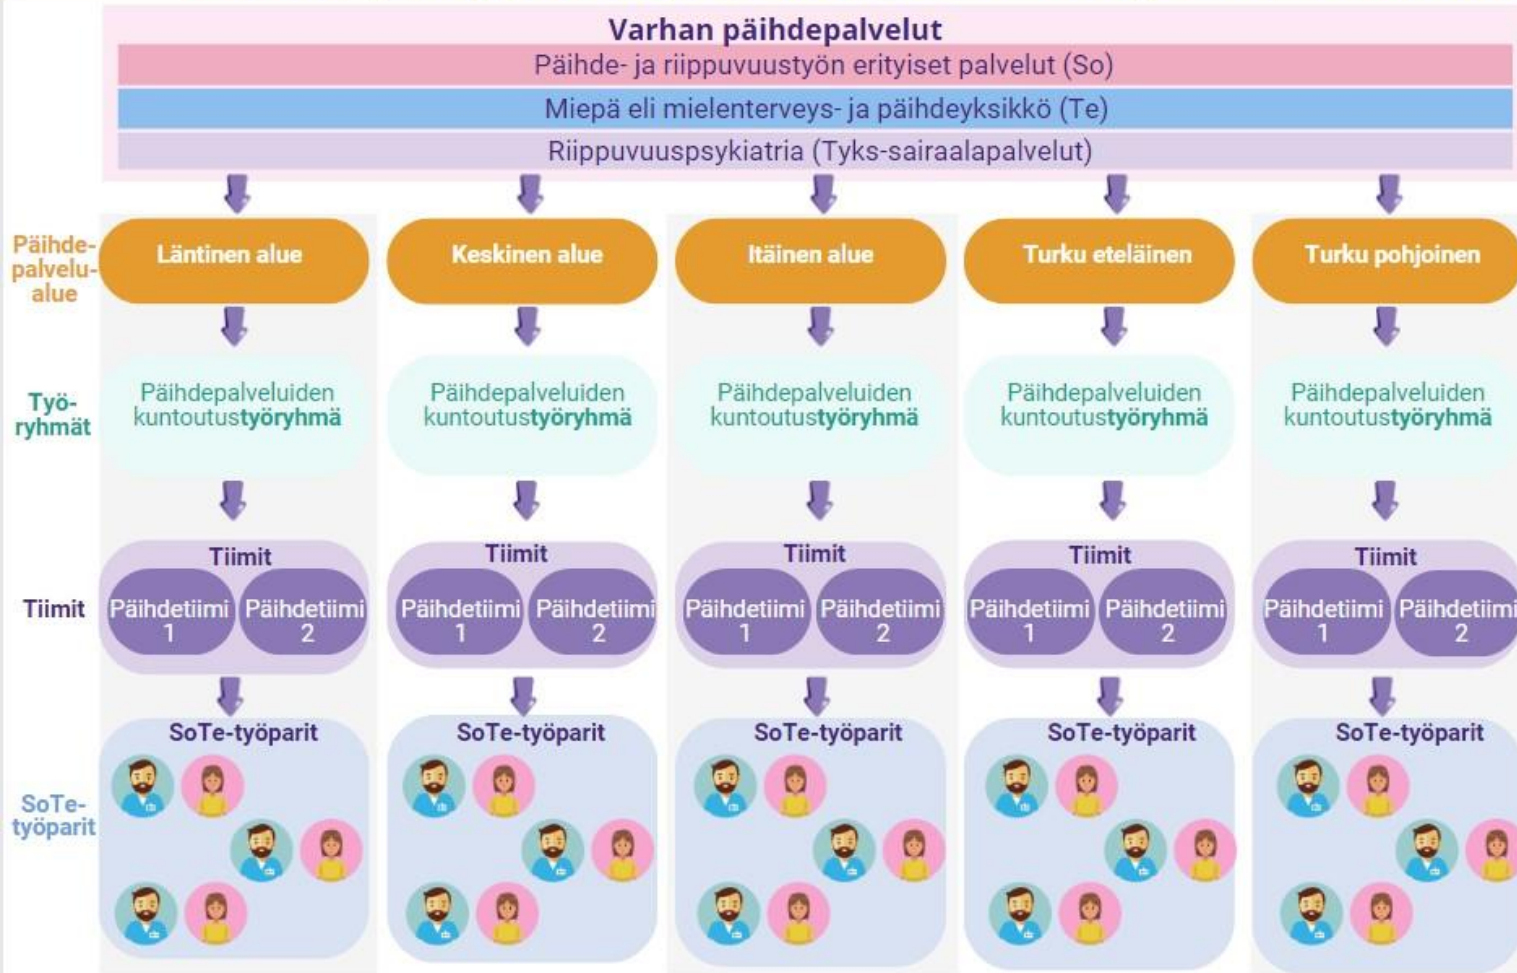 Varhan päihdepalvelut
Päihde- ja riippuvuustyön erityiset palvelut (So)
Miepä eli mielenterveys- ja päihdeyksikkö (Te)
Riippuvuuspsykiatria (Tyks-sairaalapalvelut)
Päihde-
palvelu-
alue
Läntinen alue
Keskinen alue
Itäinen alue
Turku eteläinen
Turku pohjoinen
Työ-
ryhmät
Päihdepalveluiden
kuntoutustyöryhmä
Päihdepalveluiden
kuntoutustyöryhmä
Päihdepalveluiden
kuntoutustyöryhmä
Päihdepalveluiden
kuntoutustyöryhmä
Päihdepalveluiden
kuntoutustyöryhmä
Tiimit
Tiimit
Päihdetiimi
1
Päihdetiimi
2
Tiimit
Päihdetiimi
1
Päihdetiimi
2
Tiimit
Päihdetiimi
1
Päihdetiimi
2
Tiimit
Päihdetiimi
1
Päihdetiimi
2
Tiimit
Päihdetiimi
1
Päihdetiimi
2
SoTe-
työparit
SoTe-työparit
SoTe-työparit
SoTe-työparit
SoTe-työparit
SoTe-työparit